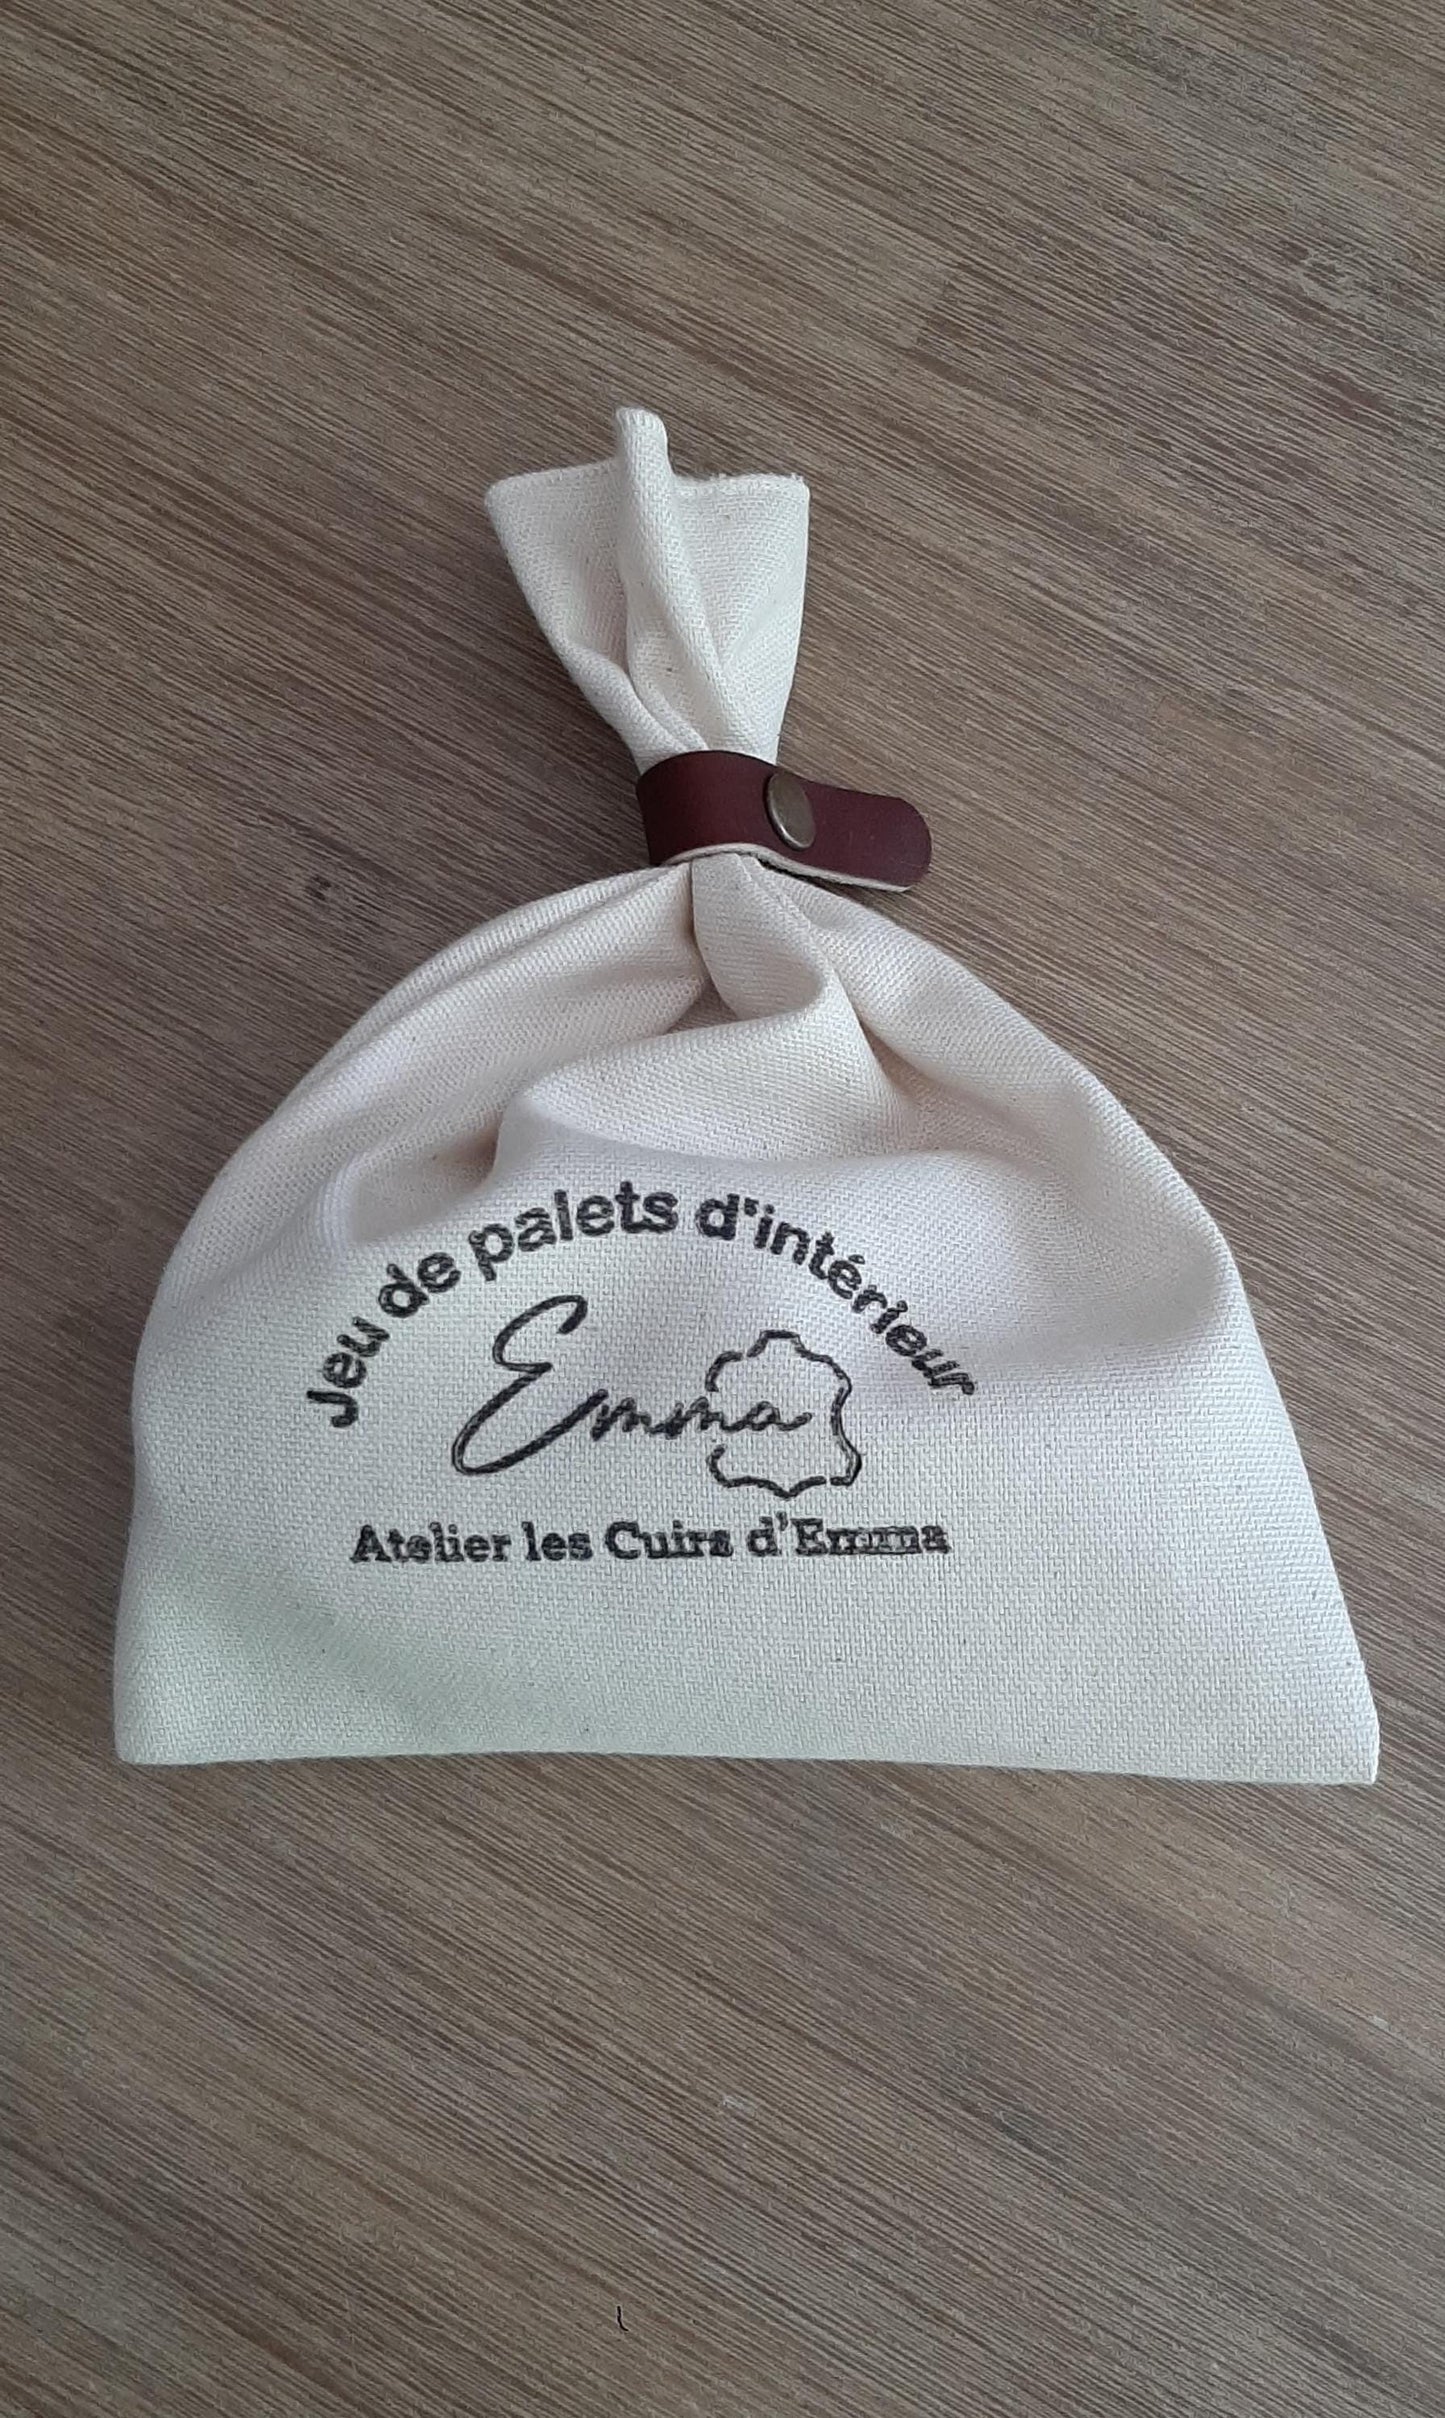 Jeu de palets d'intérieur
Emma
Atelier les Cuirs d'Emma